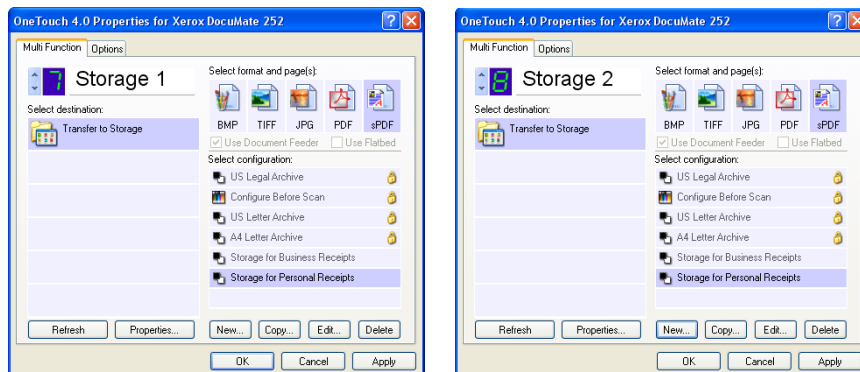 OneTouch 4.0 Properties for Xerox DocuMate 252
Multi Function Options
7 Storage 1
Select format and page(s):
BMP TIFF JPG PDF sPDF
Select destination:
Transfer to Storage
Use Document Feeder Use Flatbed
Select configuration:
US Legal Archive
Configure Before Scan
US Letter Archive
A4 Letter Archive
Storage for Business Receipts
Storage for Personal Receipts
Refresh Properties... New... Copy... Edit... Delete
OK Cancel Apply
OneTouch 4.0 Properties for Xerox DocuMate 252
Multi Function Options
8 Storage 2
Select format and page(s):
BMP TIFF JPG PDF sPDF
Select destination:
Transfer to Storage
Use Document Feeder Use Flatbed
Select configuration:
US Legal Archive
Configure Before Scan
US Letter Archive
A4 Letter Archive
Storage for Business Receipts
Storage for Personal Receipts
Refresh Properties... New... Copy... Edit... Delete
OK Cancel Apply